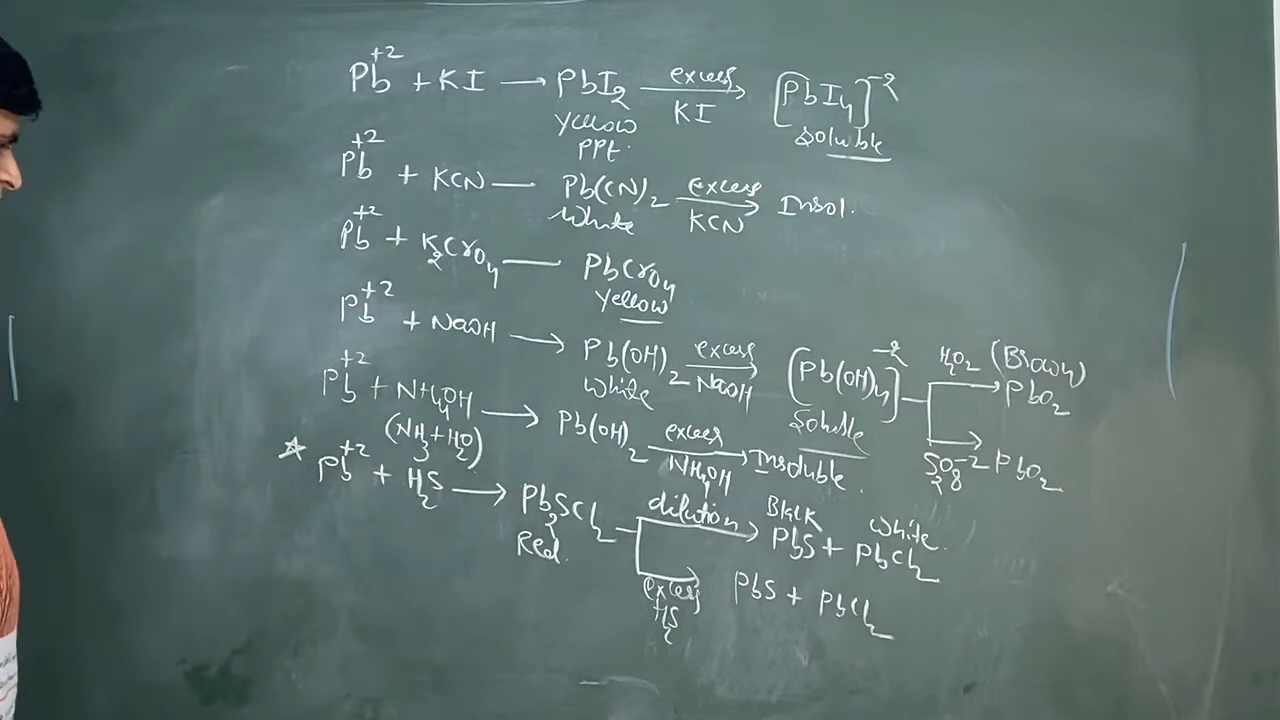 Pb⁺² + KI ⟶ PbI₂ —excess KI→ [PbI₄]⁻² 
Yellow PPt. soluble
Pb⁺² + KCN — Pb(CN)₂ —excess KCN→ Insol.
White
Pb⁺² + K₂CrO₄ — PbCrO₄
Yellow
Pb⁺² + NaOH ⟶ Pb(OH)₂ —excess NaOH→ [Pb(OH)₄]⁻² —H₂O₂→ (Brown) PbO₂
White Soluble S₂O₈⁻² → PbO₂
Pb⁺² + NH₄OH ⟶ Pb(OH)₂ —excess NH₄OH→ Insoluble.
(NH₃+H₂O)
☆ Pb⁺² + H₂S ⟶ Pb₂SCl₂ —dilution→ Black PbS + White. PbCl₂
Red. excess H₂S → PbS + PbCl₂